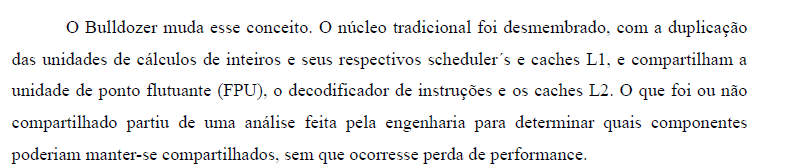 O Bulldozer muda esse conceito. O núcleo tradicional foi desmembrado, com a duplicação
das unidades de cálculos de inteiros e seus respectivos scheduler´s e caches L1, e compartilham a
unidade de ponto flutuante (FPU), o decodificador de instruções e os caches L2. O que foi ou não
compartilhado partiu de uma análise feita pela engenharia para determinar quais componentes
poderiam manter-se compartilhados, sem que ocorresse perda de performance.